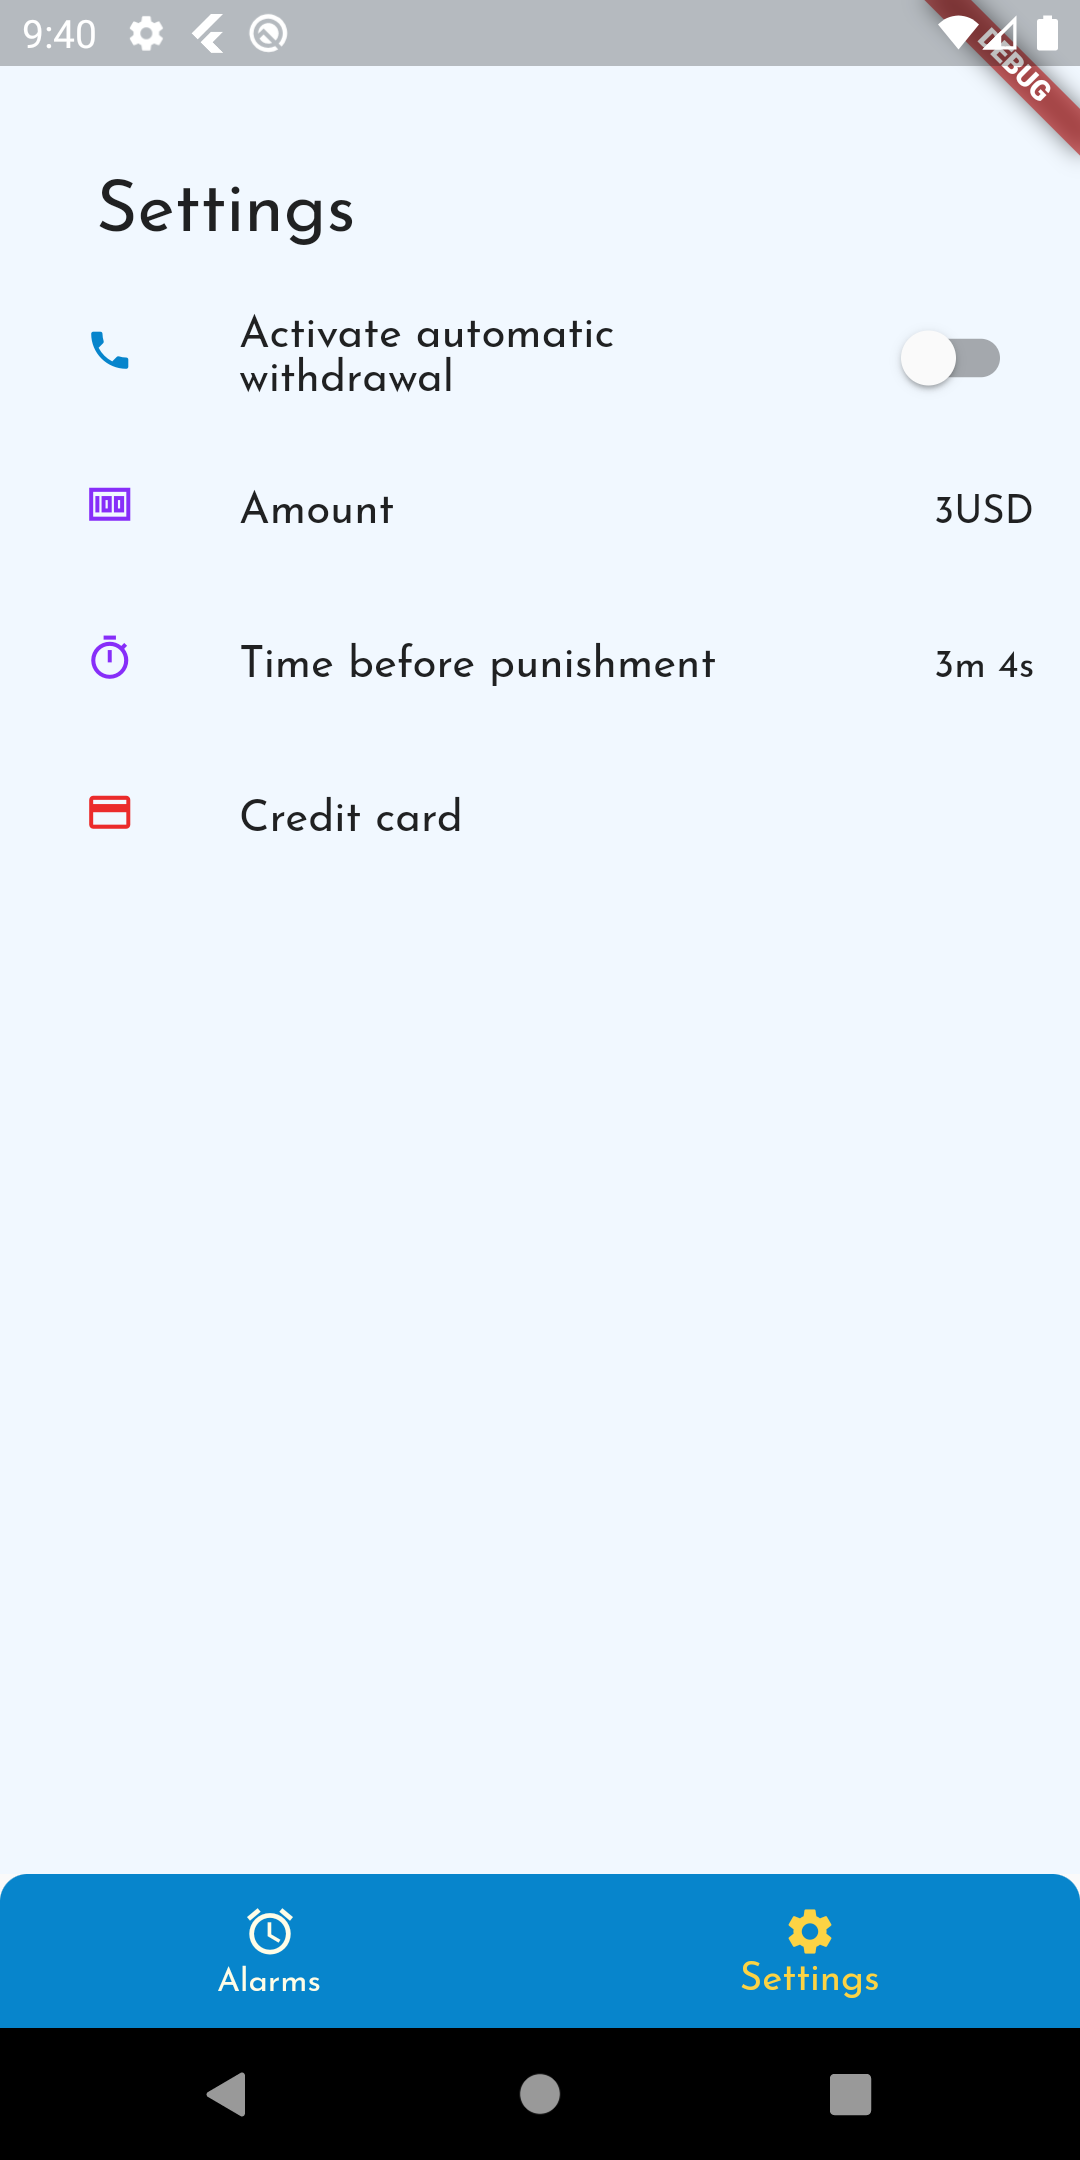 9:40
DEBUG
Settings
Activate automatic
withdrawal
Amount
3USD
Time before punishment
3m 4s
Credit card
Alarms
Settings